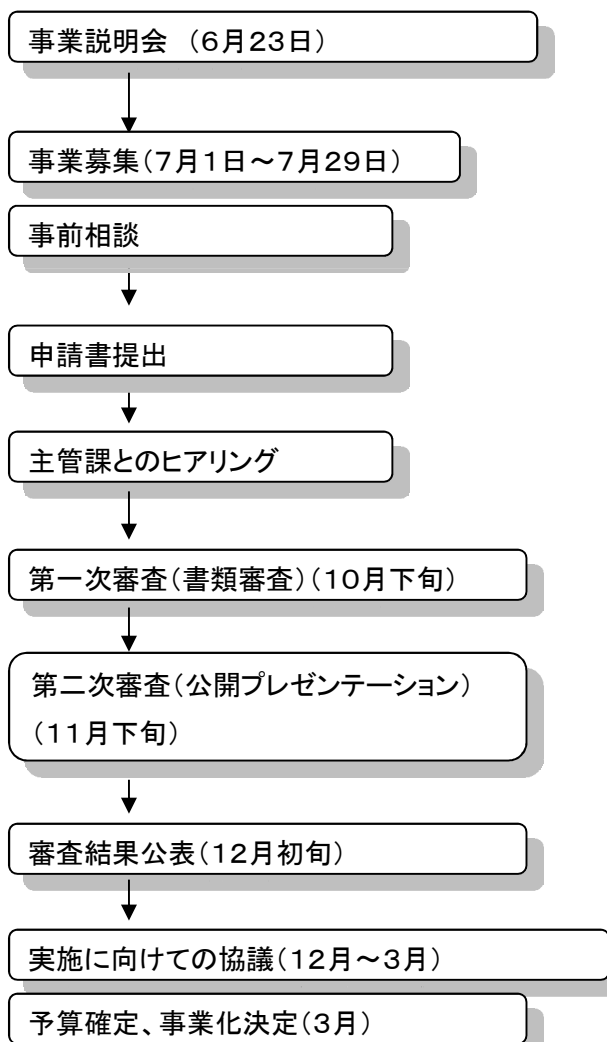 事業説明会 （６月２３日）
事業募集（７月１日～７月２９日）
事前相談
申請書提出
主管課とのヒアリング
第一次審査（書類審査）（１０月下旬）
第二次審査（公開プレゼンテーション）
（１１月下旬）
審査結果公表（１２月初旬）
実施に向けての協議（１２月～３月）
予算確定、事業化決定（３月）